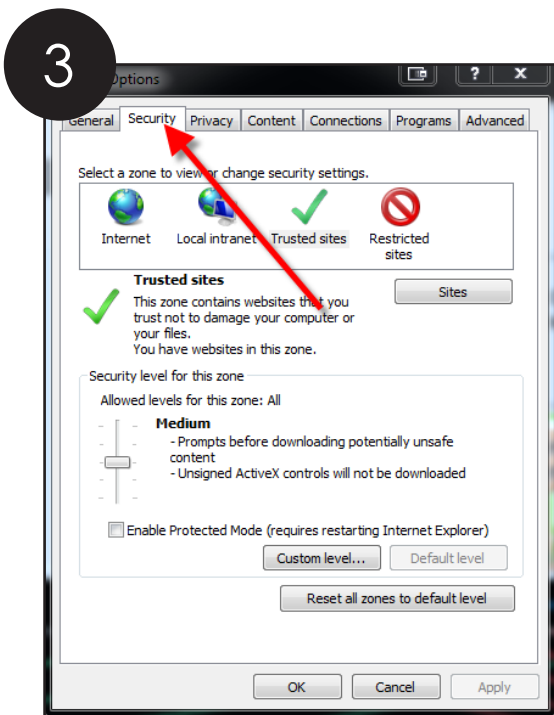 3
Options
General Security Privacy Content Connections Programs Advanced
Select a zone to view or change security settings.
Internet Local intranet Trusted sites Restricted
sites
Trusted sites
Sites
This zone contains websites that you
trust not to damage your computer or
your files.
You have websites in this zone.
Security level for this zone
Allowed levels for this zone: All
Medium
- Prompts before downloading potentially unsafe
content
- Unsigned ActiveX controls will not be downloaded
Enable Protected Mode (requires restarting Internet Explorer)
Custom level... Default level
Reset all zones to default level
OK Cancel Apply